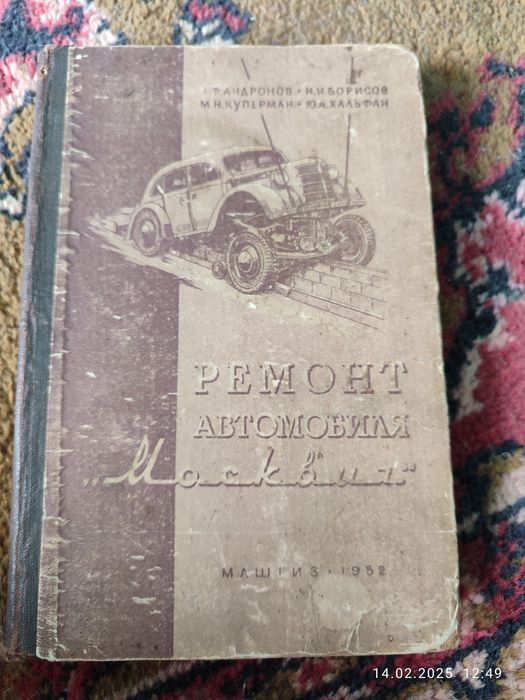 Ф. АНДРОНОВ • Н.И. БОРИСОВ
М.Н. КУПЕРМАН • Ю.А. ХАЛЬФАН
РЕМОНТ
АВТОМОБИЛЯ
„Москвич"
МАШГИЗ • 1952
14.02.2025 12:49